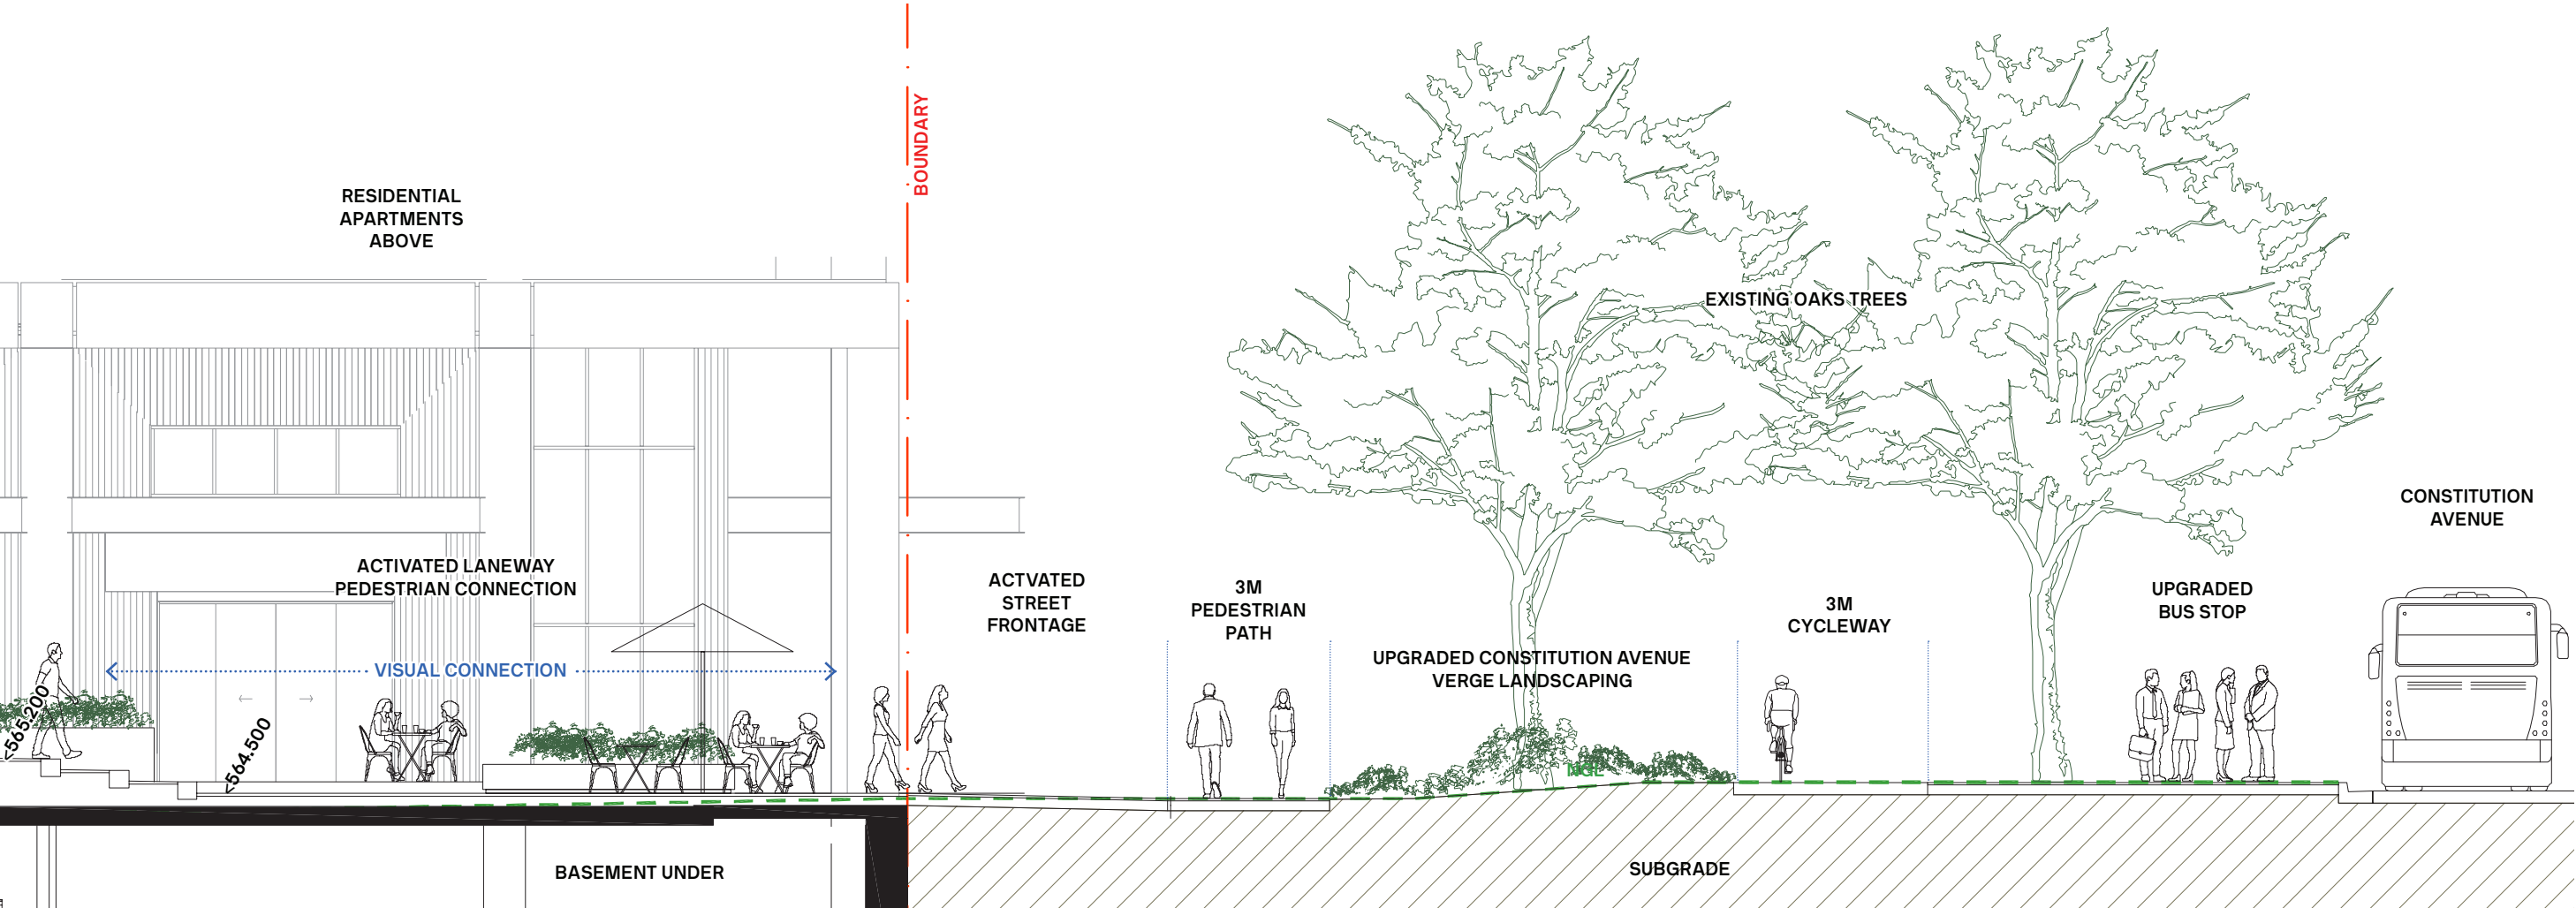 BOUNDARY
RESIDENTIAL
APARTMENTS
ABOVE
EXISTING OAKS TREES
CONSTITUTION
AVENUE
ACTIVATED LANEWAY
PEDESTRIAN CONNECTION
ACTVATED
STREET
FRONTAGE
3M
PEDESTRIAN
PATH
3M
CYCLEWAY
UPGRADED
BUS STOP
UPGRADED CONSTITUTION AVENUE
VERGE LANDSCAPING
VISUAL CONNECTION
<565.200
<564.500
NGL
BASEMENT UNDER
SUBGRADE